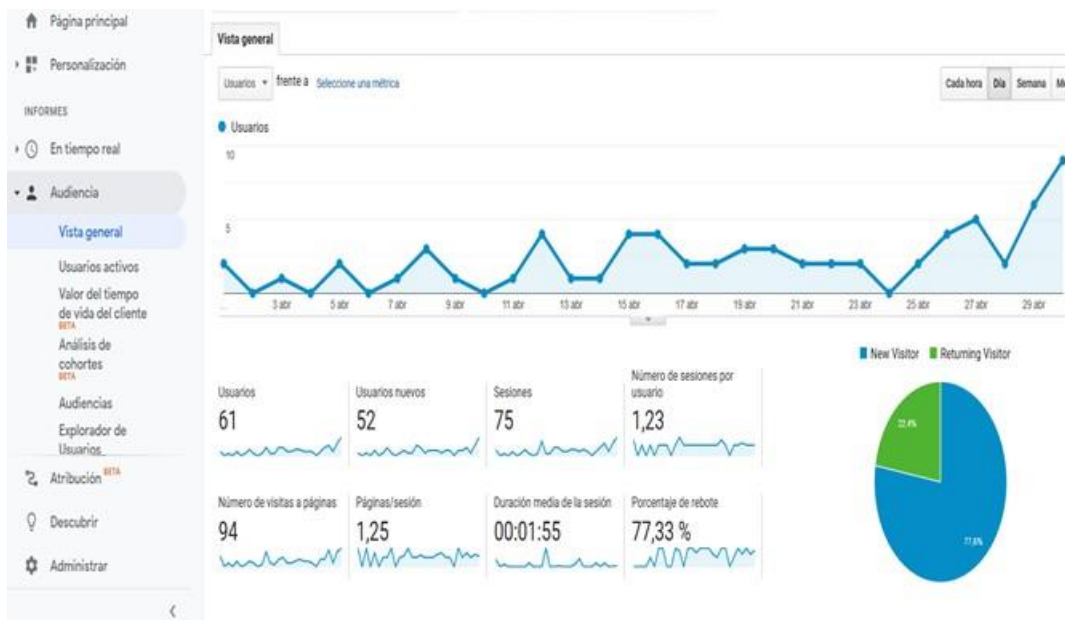 Página principal
Personalización
INFORMES
En tiempo real
Audiencia
Vista general
Usuarios activos
Valor del tiempo
de vida del cliente
BETA
Análisis de
cohortes
BETA
Audiencias
Explorador de
Usuarios
Atribución BETA
Descubrir
Administrar
Vista general
Usuarios frente a Seleccione una métrica
Cada hora Día Semana
Usuarios
10
5
... 3 abr 5 abr 7 abr 9 abr 11 abr 13 abr 15 abr 17 abr 19 abr 21 abr 23 abr 25 abr 27 abr 29 abr
Usuarios
61
Usuarios nuevos
52
Sesiones
75
Número de sesiones por
usuario
1,23
Número de visitas a páginas
94
Páginas/sesión
1,25
Duración media de la sesión
00:01:55
Porcentaje de rebote
77,33 %
New Visitor Returning Visitor
22,4%
77,6%